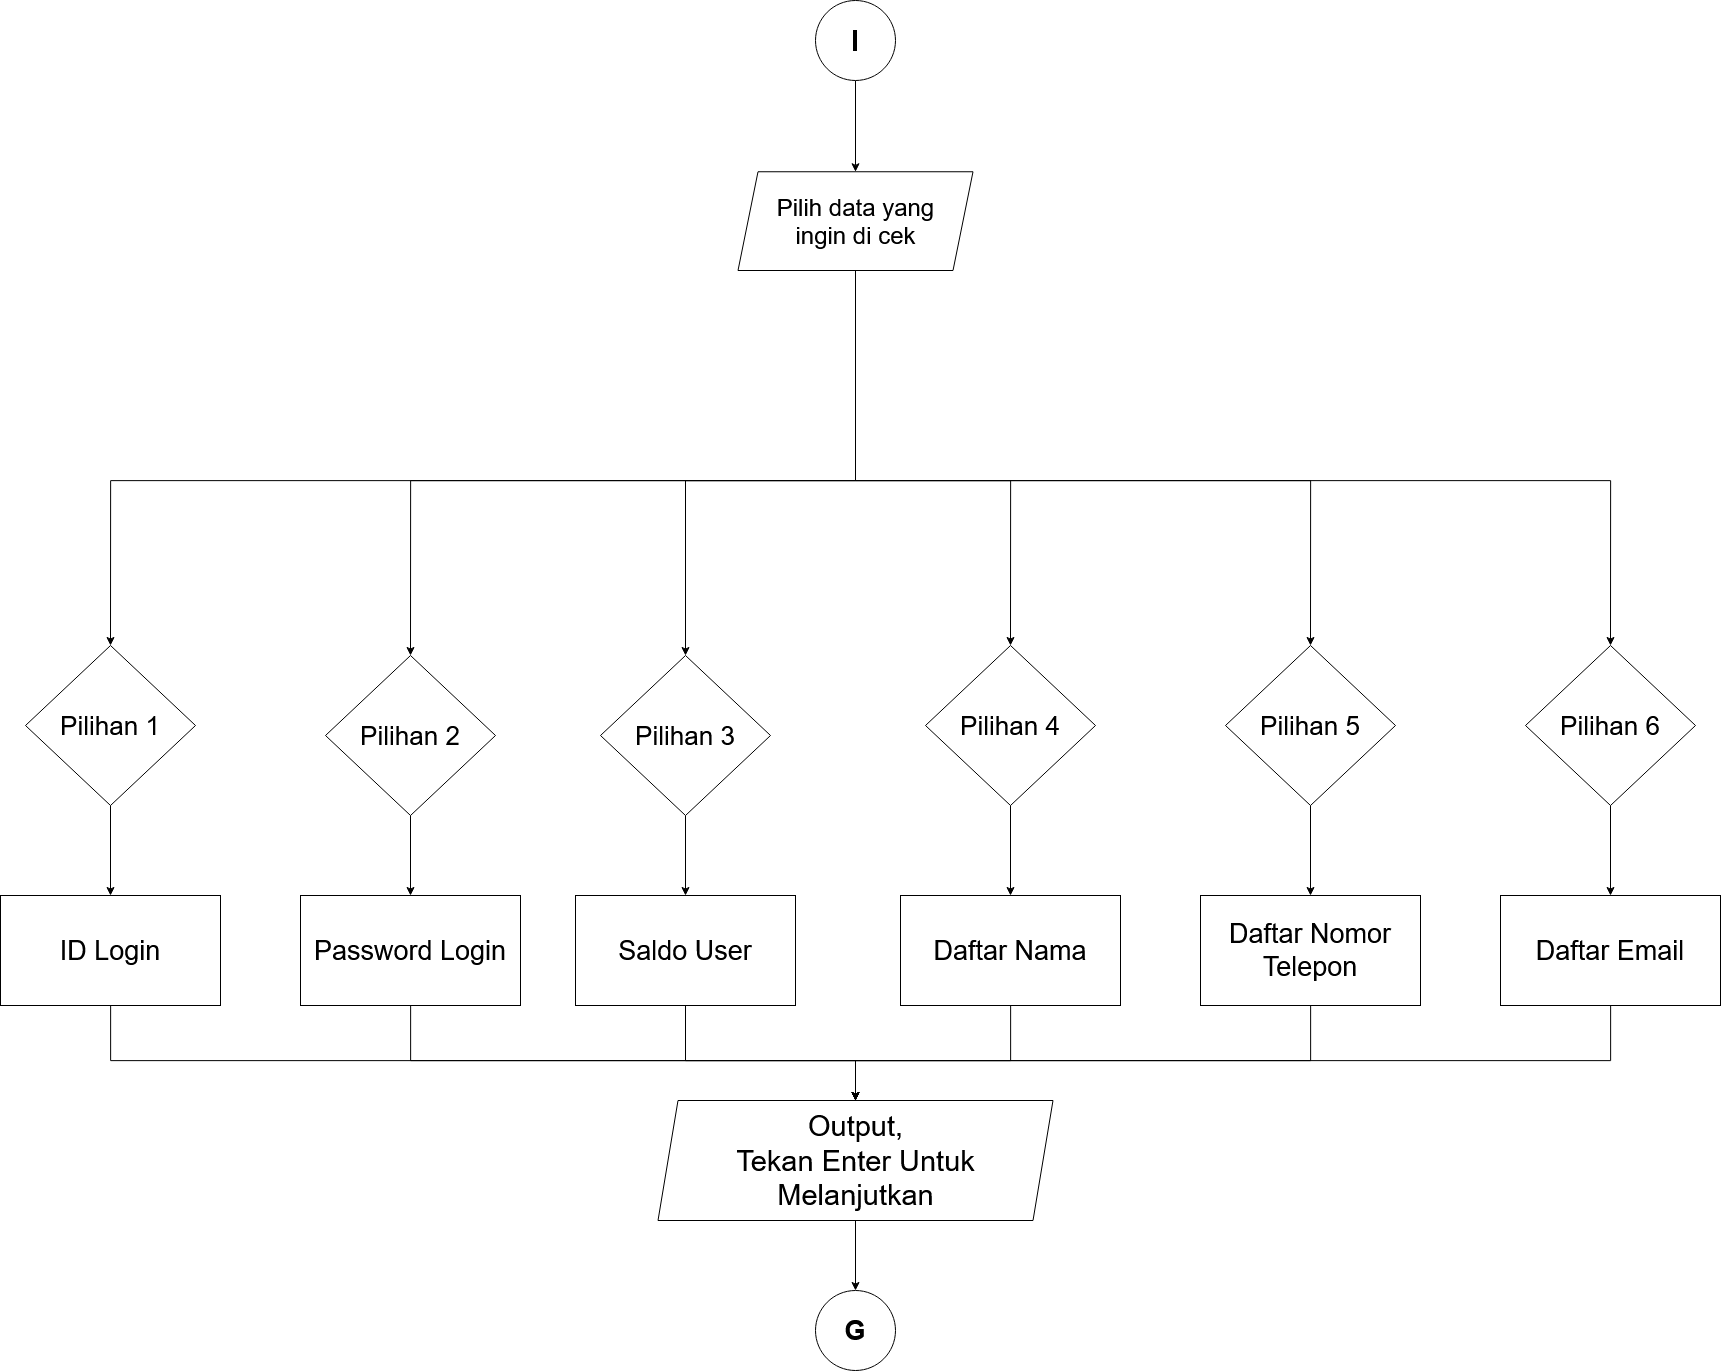 I
Pilih data yang
ingin di cek
Pilihan 1
Pilihan 2
Pilihan 3
Pilihan 4
Pilihan 5
Pilihan 6
ID Login
Password Login
Saldo User
Daftar Nama
Daftar Nomor
Telepon
Daftar Email
Output,
Tekan Enter Untuk
Melanjutkan
G